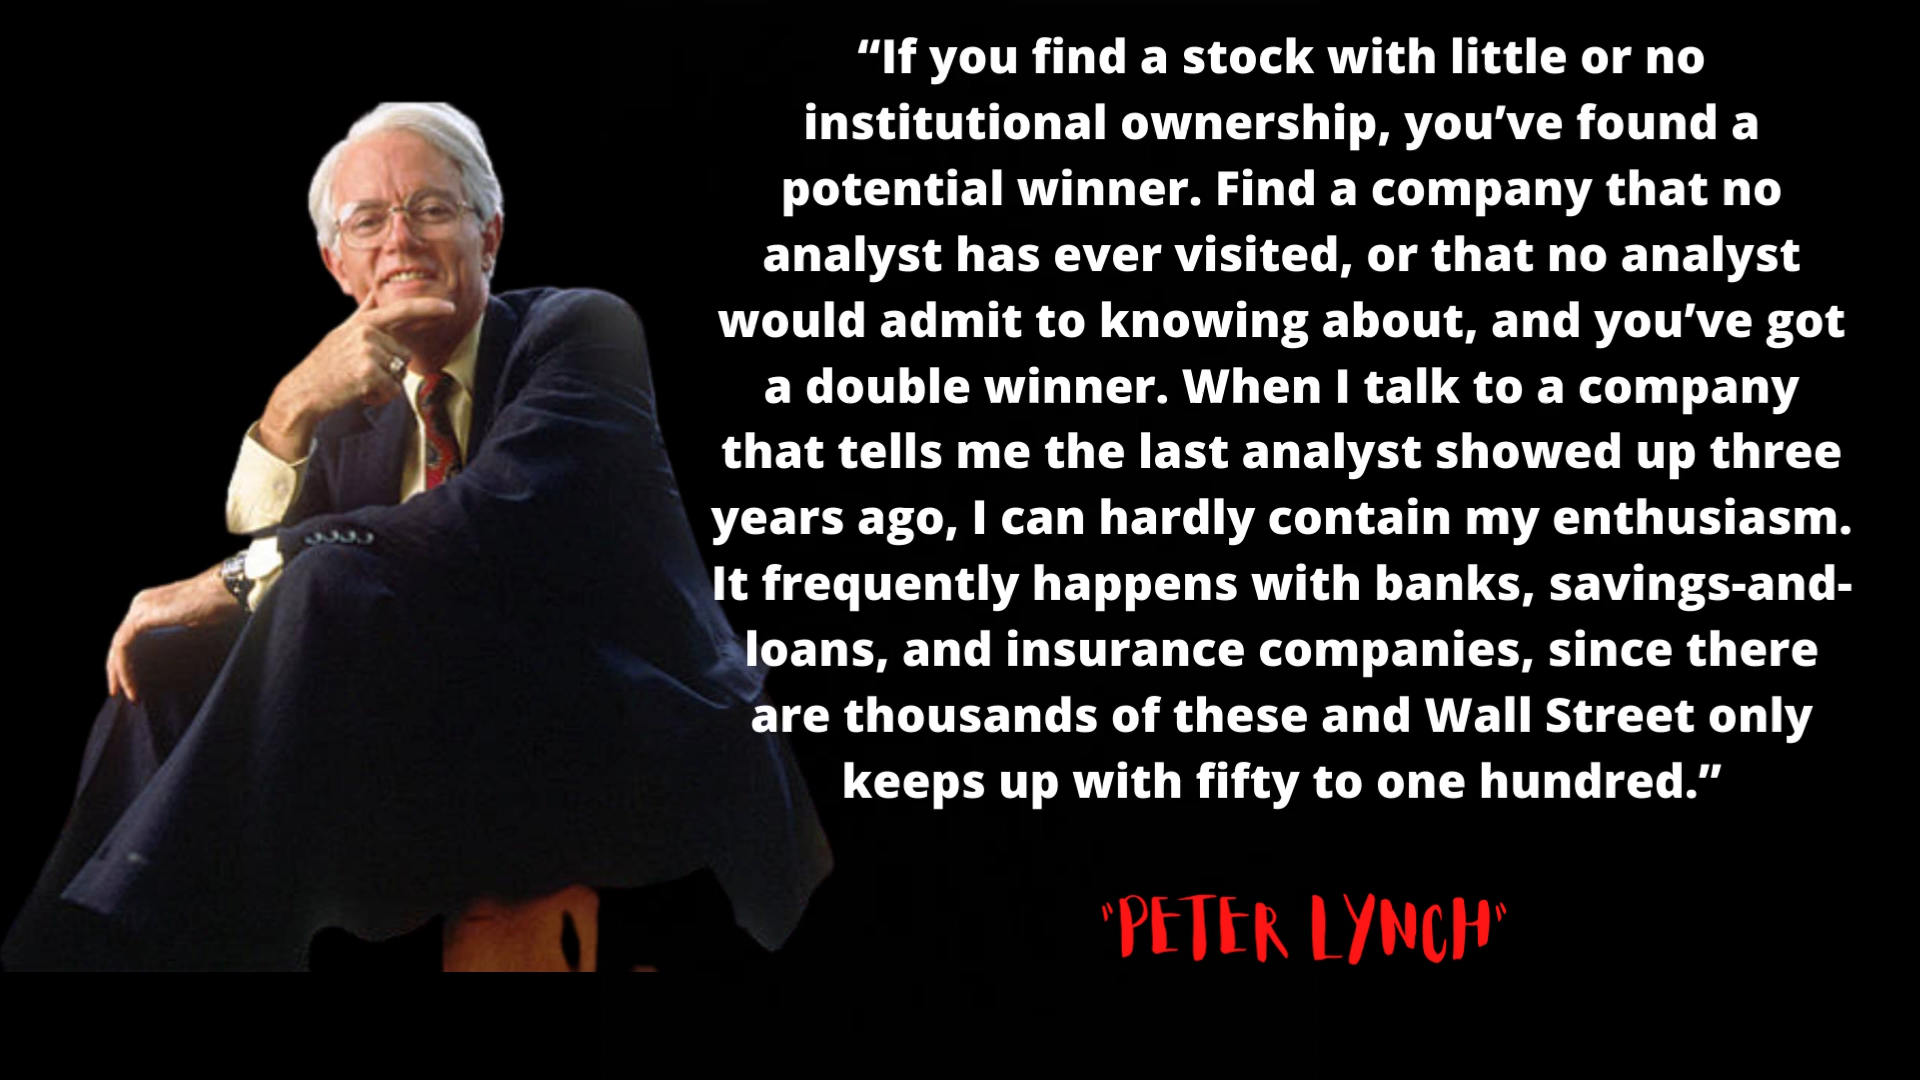 “If you find a stock with little or no
institutional ownership, you’ve found a
potential winner. Find a company that no
analyst has ever visited, or that no analyst
would admit to knowing about, and you’ve got
a double winner. When I talk to a company
that tells me the last analyst showed up three
years ago, I can hardly contain my enthusiasm.
It frequently happens with banks, savings-and-
loans, and insurance companies, since there
are thousands of these and Wall Street only
keeps up with fifty to one hundred.”
"PETER LYNCH"